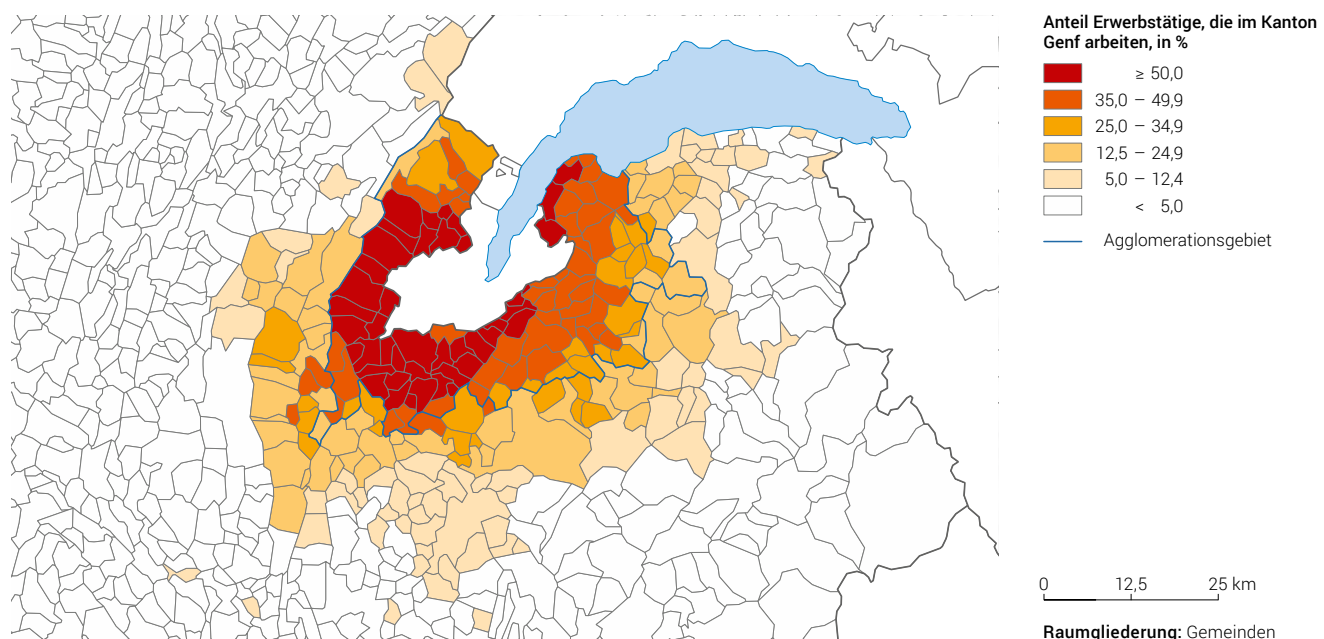 Anteil Erwerbstätige, die im Kanton
Genf arbeiten, in %
≥ 50,0
35,0 – 49,9
25,0 – 34,9
12,5 – 24,9
5,0 – 12,4
< 5,0
Agglomerationsgebiet
0 12,5 25 km
Raumgliederung: Gemeinden